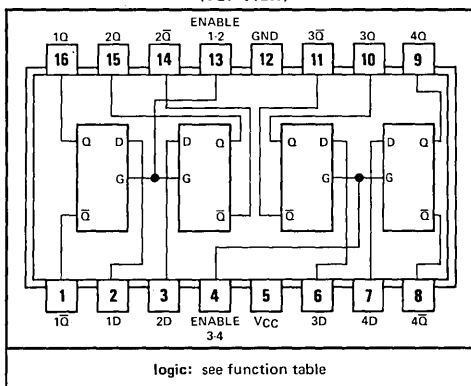 ENABLE
1Q 2Q 2Q̅ 1-2 GND 3Q̅ 3Q 4Q
16 15 14 13 12 11 10 9
Q D D Q Q D D Q
G G G G
Q̅ Q̅ Q̅ Q̅
1 2 3 4 5 6 7 8
1Q̅ 1D 2D ENABLE VCC 3D 4D 4Q̅
3-4
logic: see function table